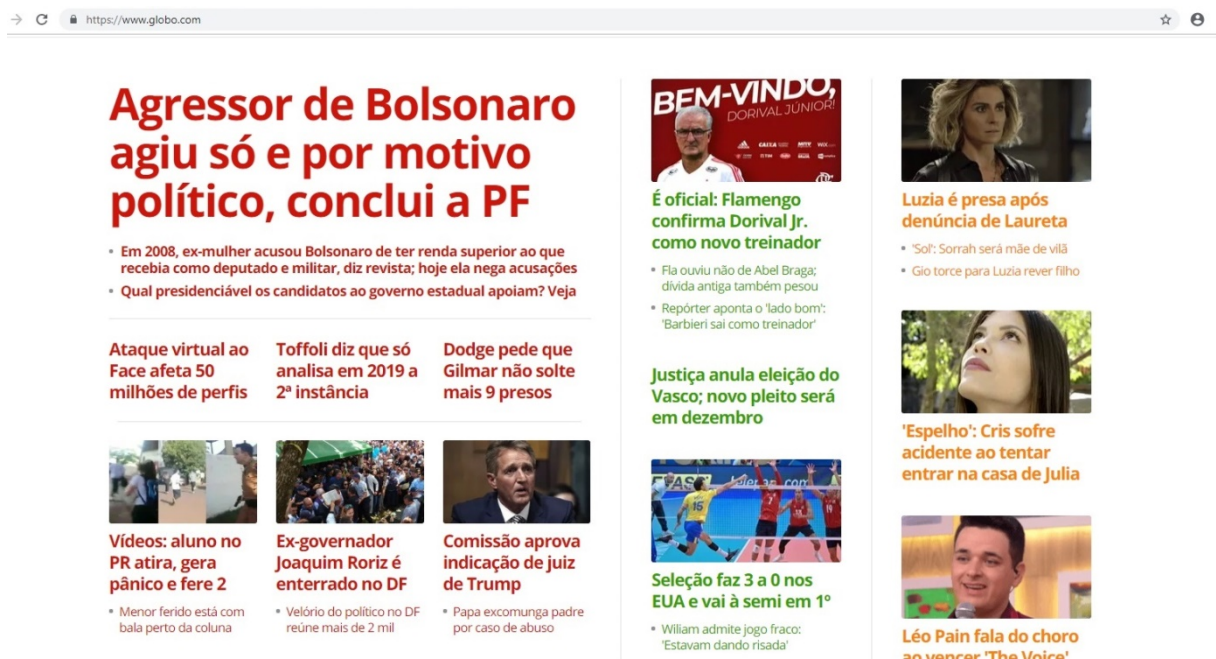 https://www.globo.com
Agressor de Bolsonaro
agiu só e por motivo
político, conclui a PF
Em 2008, ex-mulher acusou Bolsonaro de ter renda superior ao que
recebia como deputado e militar, diz revista; hoje ela nega acusações
Qual presidenciável os candidatos ao governo estadual apoiam? Veja
Ataque virtual ao
Face afeta 50
milhões de perfis
Toffoli diz que só
analisa em 2019 a
2ª instância
Dodge pede que
Gilmar não solte
mais 9 presos
Vídeos: aluno no
PR atira, gera
pânico e fere 2
Menor ferido está com
bala perto da coluna
Ex-governador
Joaquim Roriz é
enterrado no DF
Velório do político no DF
reúne mais de 2 mil
Comissão aprova
indicação de juiz
de Trump
Papa excomunga padre
por caso de abuso
BEM-VINDO,
DORIVAL JÚNIOR!
CAIXA
TIM
É oficial: Flamengo
confirma Dorival Jr.
como novo treinador
Fla ouviu não de Abel Braga;
dívida antiga também pesou
Repórter aponta o 'lado bom':
'Barbieri sai como treinador'
Justiça anula eleição do
Vasco; novo pleito será
em dezembro
15
7
19
Seleção faz 3 a 0 nos
EUA e vai à semi em 1º
Wiliam admite jogo fraco:
'Estavam dando risada'
Luzia é presa após
denúncia de Laureta
'Sol': Sorrah será mãe de vilã
Gio torce para Luzia rever filho
'Espelho': Cris sofre
acidente ao tentar
entrar na casa de Julia
Léo Pain fala do choro
ao vencer 'The Voice'